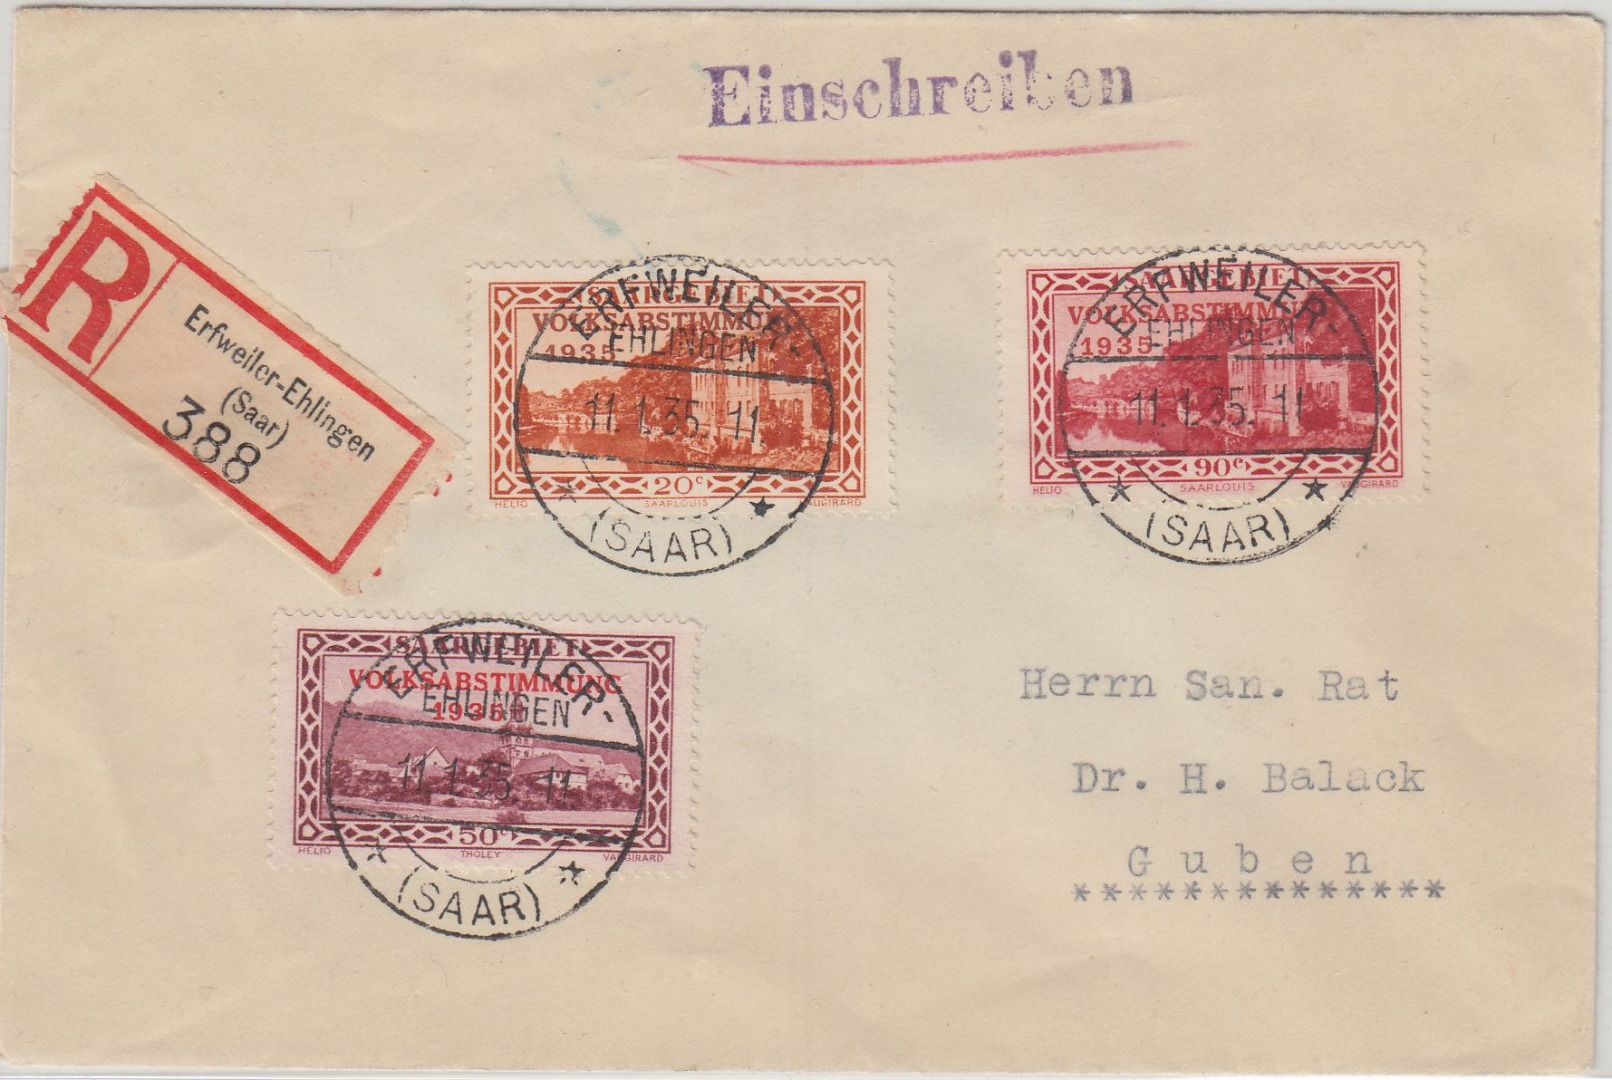 Einschreiben
R
Erfweiler-Ehlingen
(Saar)
388
SAARGEBIET
VOLKSABSTIMMUNG
1935
20c
HELIO SAARLOUIS VAUGIRARD
ERFWEILER-
EHLINGEN
11.1.35.11
(SAAR)
SAARGEBIET
VOLKSABSTIMMUNG
1935
90c
HELIO SAARLOUIS VAUGIRARD
ERFWEILER-
EHLINGEN
11.1.35.11
(SAAR)
SAARGEBIET
VOLKSABSTIMMUNG
1935
50c
HELIO THOLEY VAUGIRARD
ERFWEILER-
EHLINGEN
11.1.35.11
(SAAR)
Herrn San. Rat
Dr. H. Balack
Guben
**************